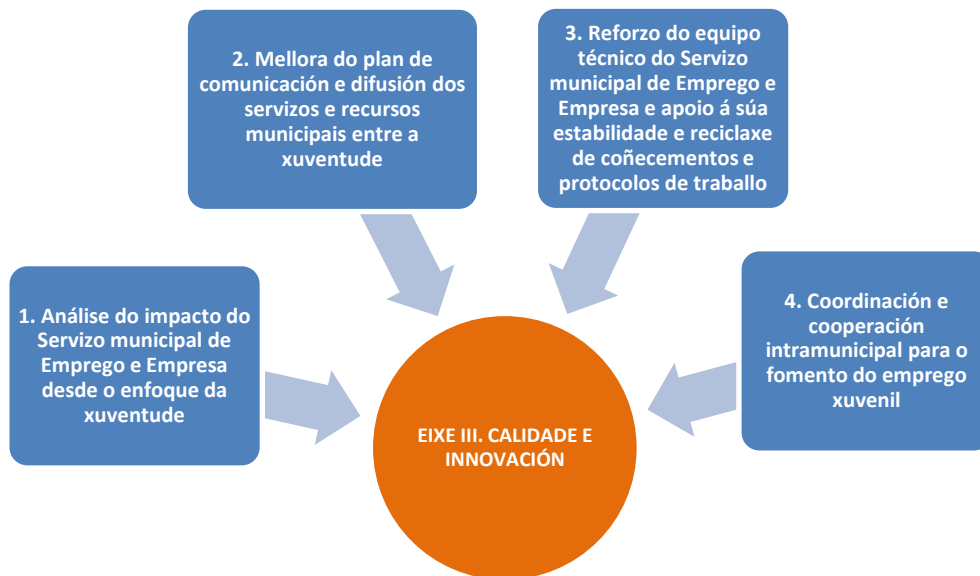 1. Análise do impacto do
Servizo municipal de
Emprego e Empresa
desde o enfoque da
xuventude
2. Mellora do plan de
comunicación e difusión dos
servizos e recursos
municipais entre a
xuventude
3. Reforzo do equipo
técnico do Servizo
municipal de Emprego e
Empresa e apoio á súa
estabilidade e reciclaxe
de coñecementos e
protocolos de traballo
4. Coordinación e
cooperación
intramunicipal para o
fomento do emprego
xuvenil
EIXE III. CALIDADE E
INNOVACIÓN